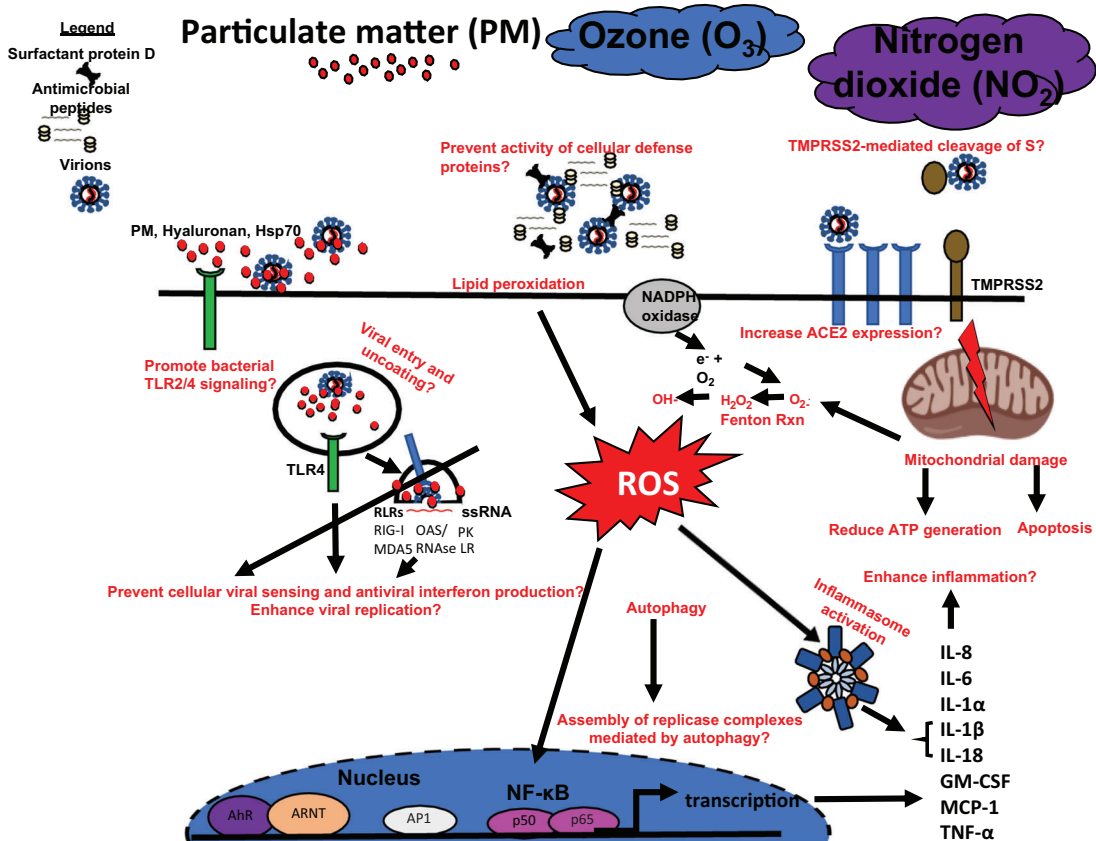 Legend
Surfactant protein D
Antimicrobial
peptides
Virions
Particulate matter (PM)
Ozone (O₃)
Nitrogen
dioxide (NO₂)
Prevent activity of cellular defense
proteins?
TMPRSS2-mediated cleavage of S?
PM, Hyaluronan, Hsp70
Lipid peroxidation
NADPH
oxidase
TMPRSS2
Increase ACE2 expression?
Promote bacterial
TLR2/4 signaling?
Viral entry and
uncoating?
e⁻ +
O₂
OH-
H₂O₂
O₂-·
Fenton Rxn
TLR4
ROS
Mitochondrial damage
Reduce ATP generation
Apoptosis
RLRs
ssRNA
RIG-I
OAS/
PK
MDA5
RNAse
LR
Prevent cellular viral sensing and antiviral interferon production?
Enhance viral replication?
Autophagy
Inflammasome
activation
Enhance inflammation?
Assembly of replicase complexes
mediated by autophagy?
IL-8
IL-6
IL-1α
IL-1β
IL-18
GM-CSF
MCP-1
TNF-α
Nucleus
NF-κB
transcription
AhR
ARNT
AP1
p50
p65